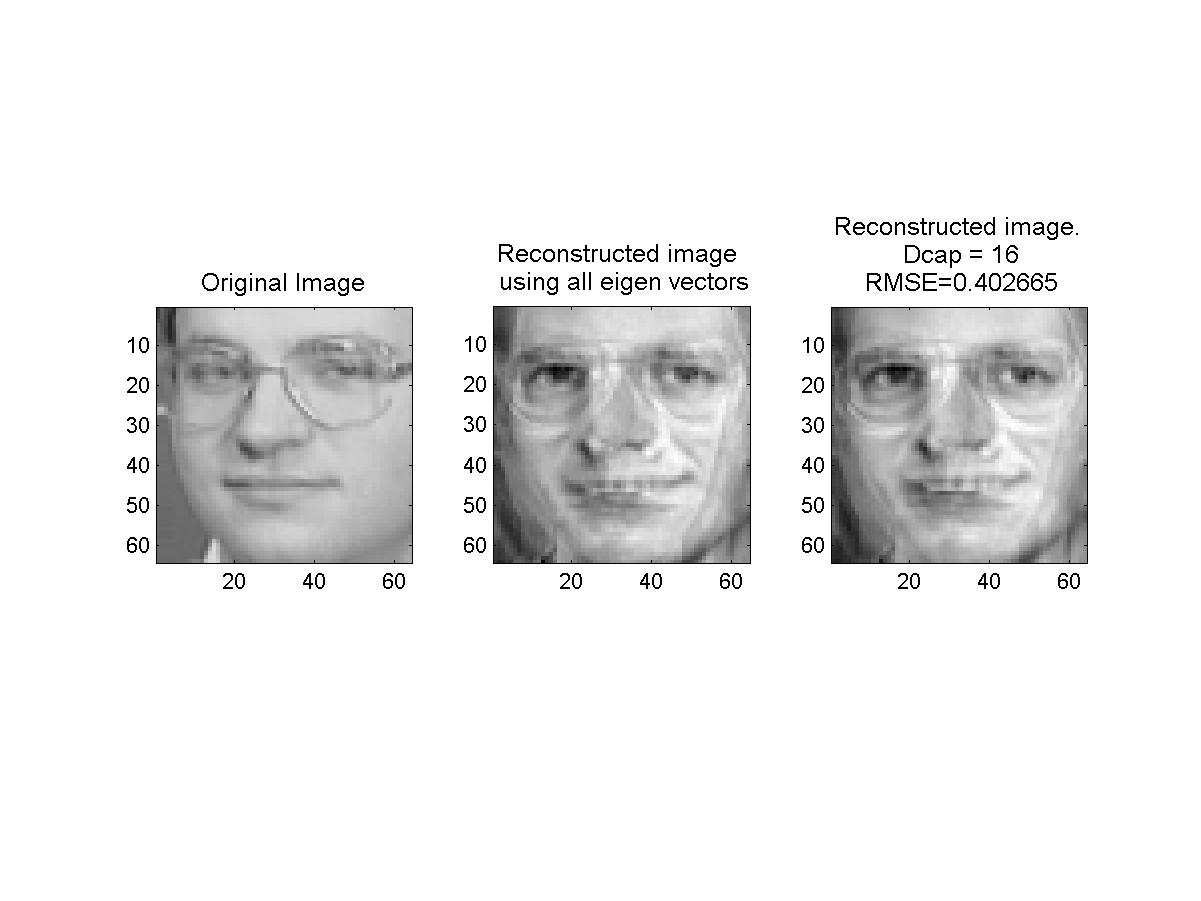 Original Image
10
20
30
40
50
60
20 40 60
Reconstructed image
using all eigen vectors
10
20
30
40
50
60
20 40 60
Reconstructed image.
Dcap = 16
RMSE=0.402665
10
20
30
40
50
60
20 40 60